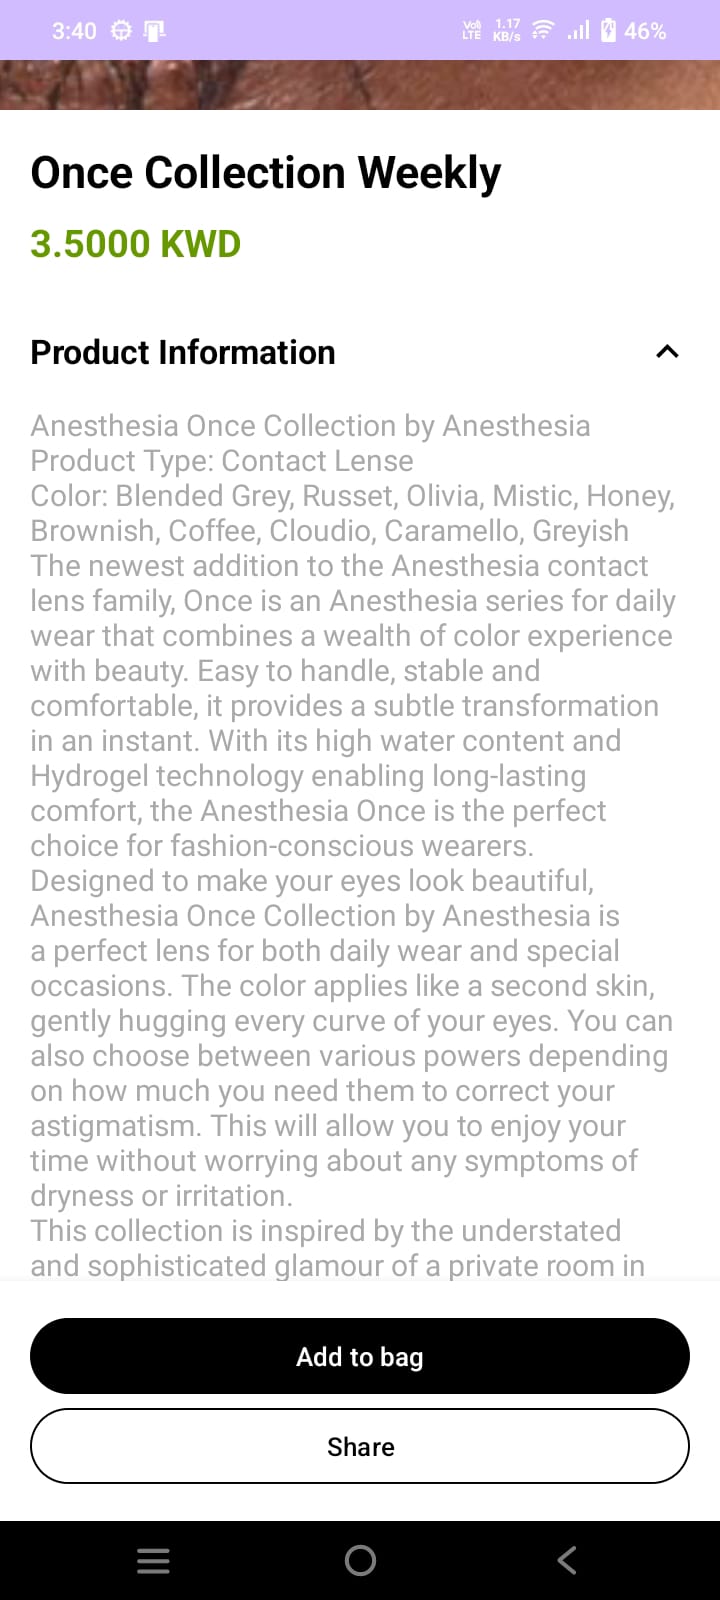 3:40
Vo) LTE 1.17 KB/s 46%
Once Collection Weekly
3.5000 KWD
Product Information
Anesthesia Once Collection by Anesthesia
Product Type: Contact Lense
Color: Blended Grey, Russet, Olivia, Mistic, Honey,
Brownish, Coffee, Cloudio, Caramello, Greyish
The newest addition to the Anesthesia contact
lens family, Once is an Anesthesia series for daily
wear that combines a wealth of color experience
with beauty. Easy to handle, stable and
comfortable, it provides a subtle transformation
in an instant. With its high water content and
Hydrogel technology enabling long-lasting
comfort, the Anesthesia Once is the perfect
choice for fashion-conscious wearers.
Designed to make your eyes look beautiful,
Anesthesia Once Collection by Anesthesia is
a perfect lens for both daily wear and special
occasions. The color applies like a second skin,
gently hugging every curve of your eyes. You can
also choose between various powers depending
on how much you need them to correct your
astigmatism. This will allow you to enjoy your
time without worrying about any symptoms of
dryness or irritation.
This collection is inspired by the understated
and sophisticated glamour of a private room in
Add to bag
Share